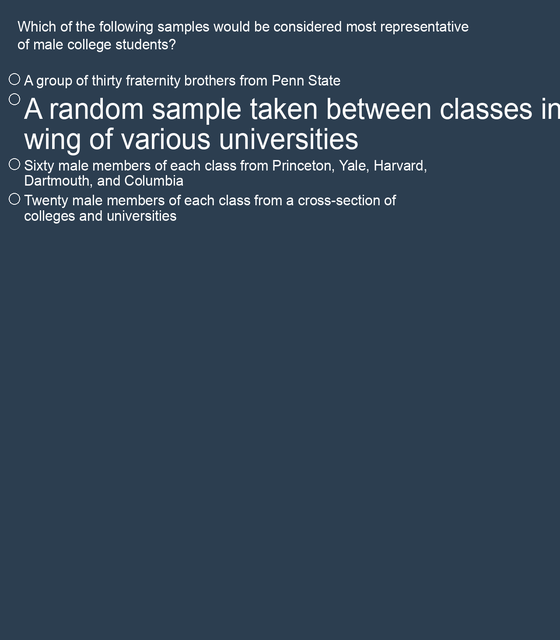 Which of the following samples would be considered most representative
of male college students?
A group of thirty fraternity brothers from Penn State
A random sample taken between classes in
wing of various universities
Sixty male members of each class from Princeton, Yale, Harvard,
Dartmouth, and Columbia
Twenty male members of each class from a cross-section of
colleges and universities